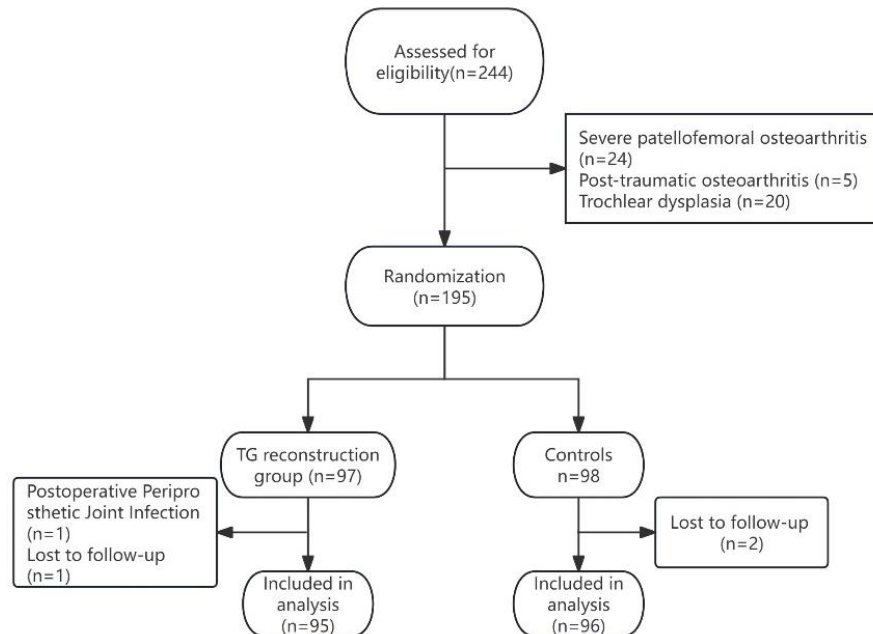 Assessed for
eligibility(n=244)
Severe patellofemoral osteoarthritis
(n=24)
Post-traumatic osteoarthritis (n=5)
Trochlear dysplasia (n=20)
Randomization
(n=195)
TG reconstruction
group (n=97)
Controls
n=98
Postoperative Peripro
sthetic Joint Infection
(n=1)
Lost to follow-up
(n=1)
Lost to follow-up
(n=2)
Included in
analysis
(n=95)
Included in
analysis
(n=96)